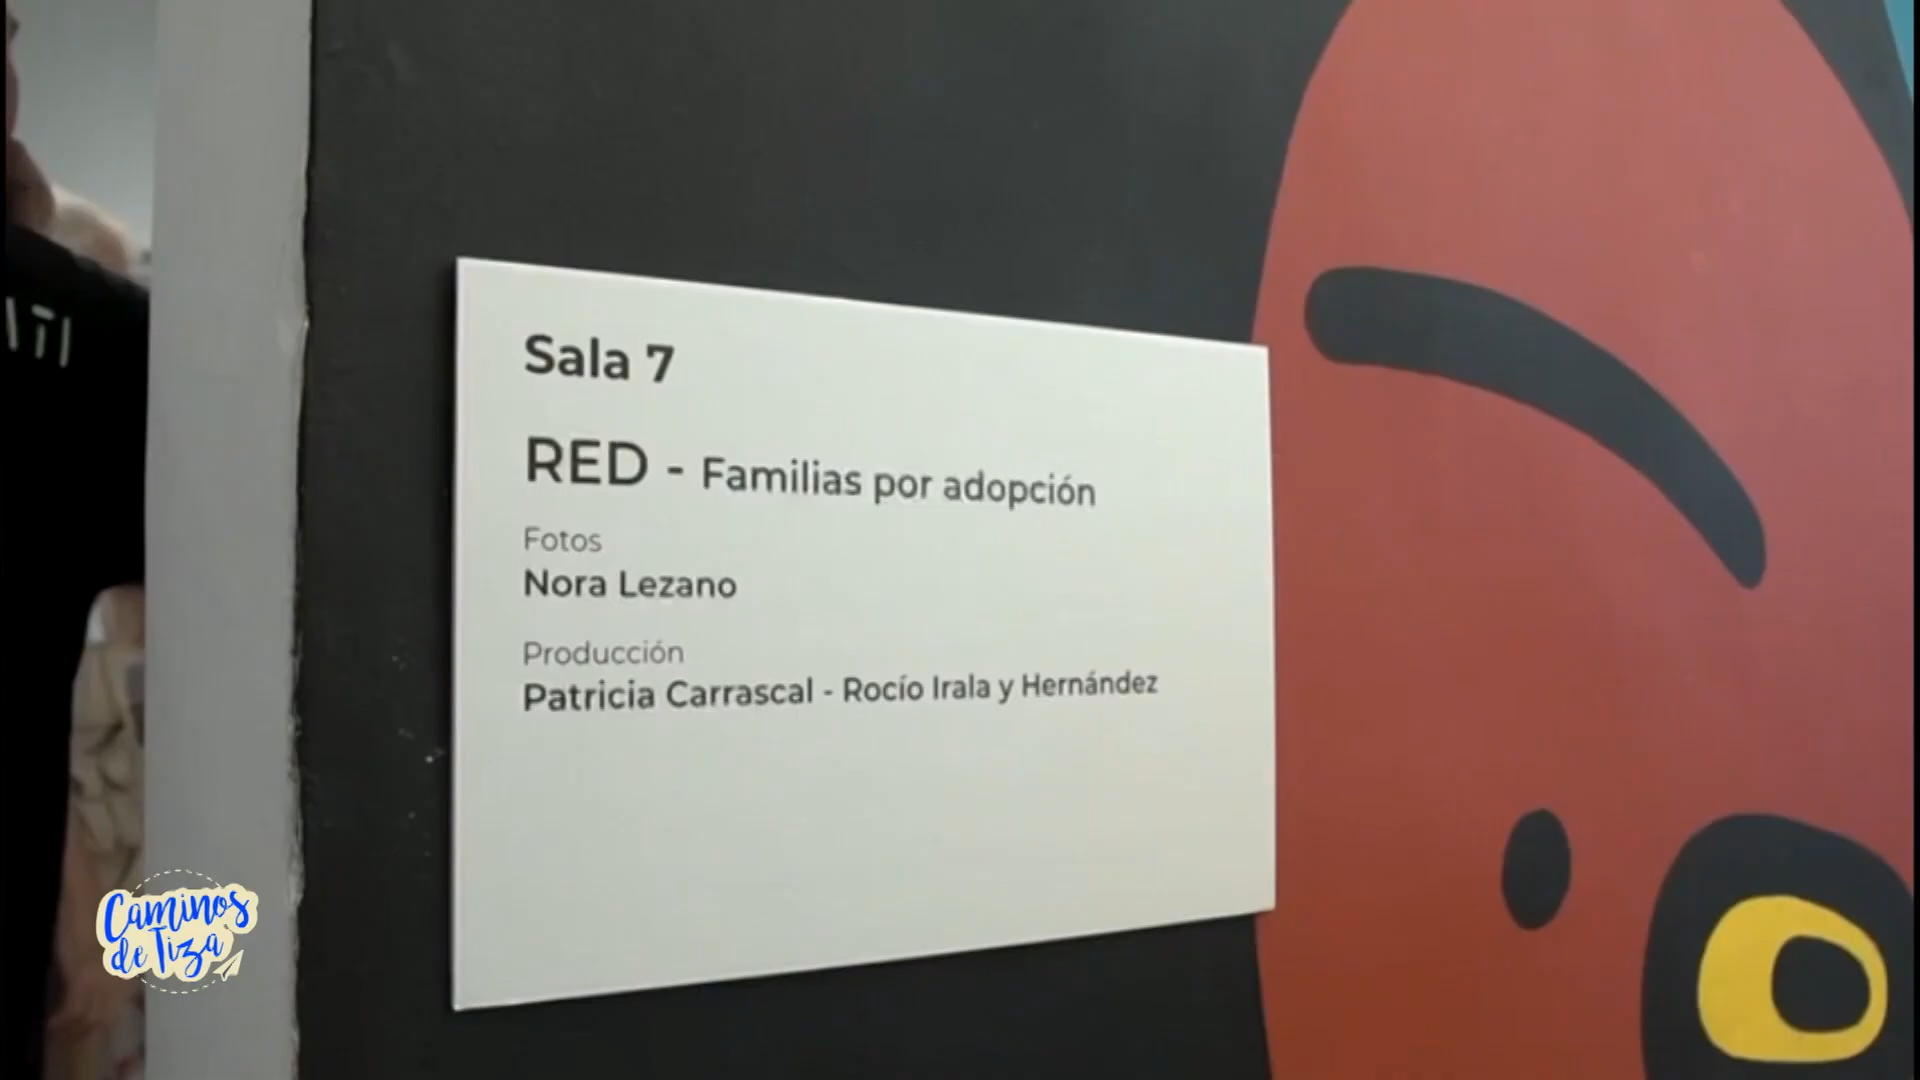 Sala 7
RED - Familias por adopción
Fotos
Nora Lezano
Producción
Patricia Carrascal - Rocío Irala y Hernández
Caminos
de Tiza